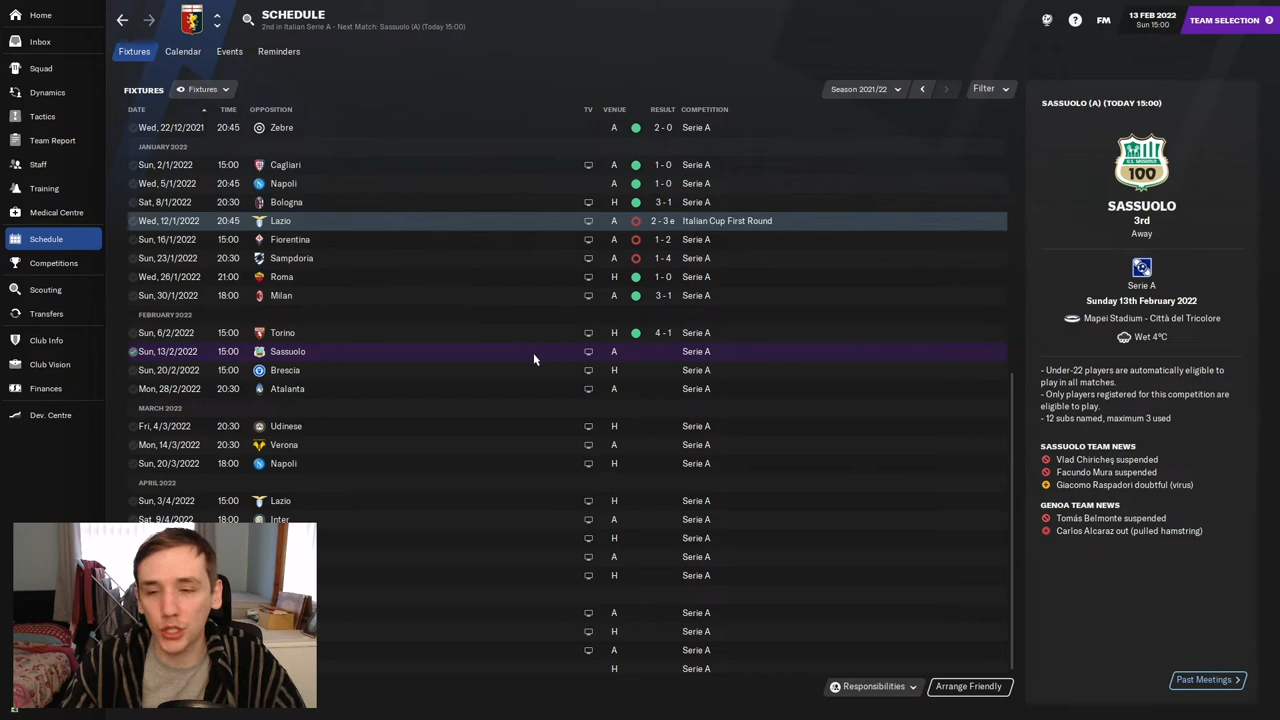 Home
SCHEDULE
2nd in Italian Serie A - Next Match: Sassuolo (A) (Today 15:00)
FM
13 FEB 2022
Sun 15:00
TEAM SELECTION
Inbox
Squad
Dynamics
Tactics
Team Report
Staff
Training
Medical Centre
Schedule
Competitions
Scouting
Transfers
Club Info
Club Vision
Finances
Dev. Centre
Fixtures Calendar Events Reminders
FIXTURES Fixtures Season 2021/22 Filter
DATE TIME OPPOSITION TV VENUE RESULT COMPETITION
Wed, 22/12/2021 20:45 Zebre A 2 - 0 Serie A
JANUARY 2022
Sun, 2/1/2022 15:00 Cagliari A 1 - 0 Serie A
Wed, 5/1/2022 20:45 Napoli A 1 - 0 Serie A
Sat, 8/1/2022 20:30 Bologna H 3 - 1 Serie A
Wed, 12/1/2022 20:45 Lazio A 2 - 3 e Italian Cup First Round
Sun, 16/1/2022 15:00 Fiorentina A 1 - 2 Serie A
Sun, 23/1/2022 20:30 Sampdoria A 1 - 4 Serie A
Wed, 26/1/2022 21:00 Roma H 1 - 0 Serie A
Sun, 30/1/2022 18:00 Milan A 3 - 1 Serie A
FEBRUARY 2022
Sun, 6/2/2022 15:00 Torino H 4 - 1 Serie A
Sun, 13/2/2022 15:00 Sassuolo A Serie A
Sun, 20/2/2022 15:00 Brescia H Serie A
Mon, 28/2/2022 20:30 Atalanta A Serie A
MARCH 2022
Fri, 4/3/2022 20:30 Udinese H Serie A
Mon, 14/3/2022 20:30 Verona A Serie A
Sun, 20/3/2022 18:00 Napoli H Serie A
APRIL 2022
Sun, 3/4/2022 15:00 Lazio H Serie A
Sat, 9/4/2022 18:00 Inter A Serie A
H Serie A
A Serie A
H Serie A
A Serie A
H Serie A
A Serie A
H Serie A
Responsibilities Arrange Friendly
SASSUOLO (A) (TODAY 15:00)
100
SASSUOLO
3rd
Away
Serie A
Sunday 13th February 2022
Mapei Stadium - Città del Tricolore
Wet 4°C
- Under-22 players are automatically eligible to
play in all matches.
- Only players registered for this competition are
eligible to play.
- 12 subs named, maximum 3 used
SASSUOLO TEAM NEWS
Vlad Chiricheș suspended
Facundo Mura suspended
Giacomo Raspadori doubtful (virus)
GENOA TEAM NEWS
Tomás Belmonte suspended
Carlos Alcaraz out (pulled hamstring)
Past Meetings